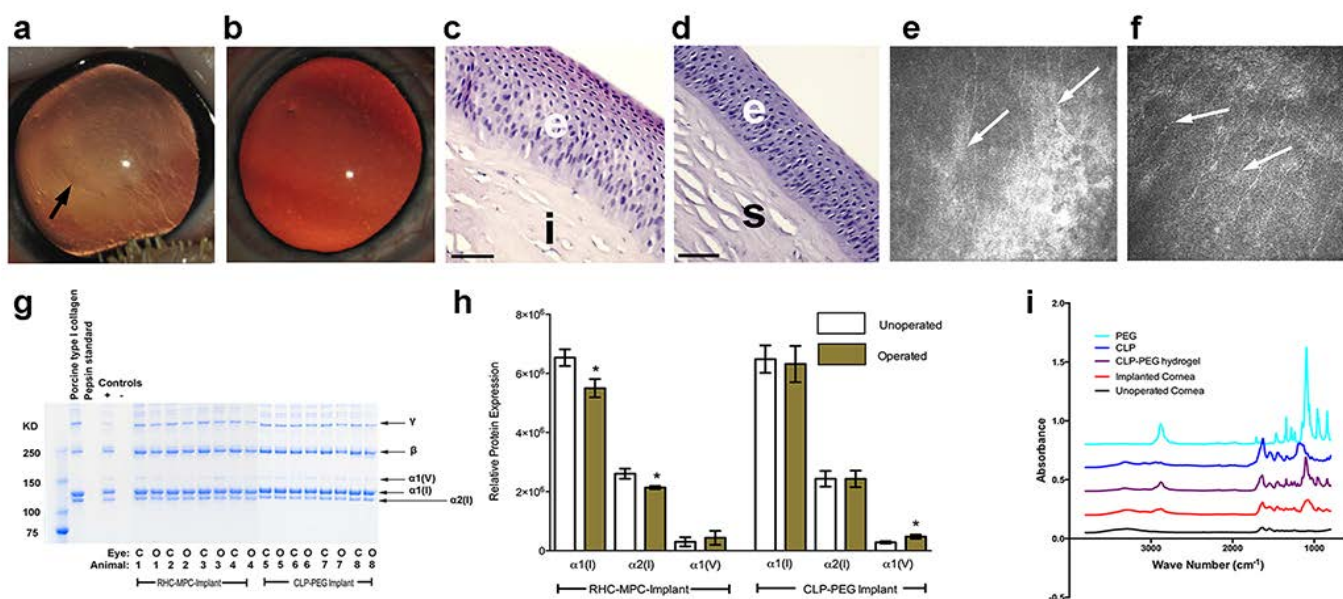 a b c d e f
e e
i s
g
Porcine type I collagen
Pepsin standard
Controls
+ -
KD
250
150
100
75
γ
β
α1(V)
α1(I)
α2(I)
Eye: C O C O C O C O C O C O C O C O
Animal: 1 1 2 2 3 3 4 4 5 5 6 6 7 7 8 8
RHC-MPC-Implant CLP-PEG Implant
h
Unoperated
Operated
Relative Protein Expression
8×10⁶
6×10⁶
4×10⁶
2×10⁶
0
* * *
α1(I) α2(I) α1(V) α1(I) α2(I) α1(V)
RHC-MPC-Implant CLP-PEG Implant
i
PEG
CLP
CLP-PEG hydrogel
Implanted Cornea
Unoperated Cornea
Absorbance
2.0
1.5
1.0
0.5
0.0
-0.5
3000 2000 1000
Wave Number (cm⁻¹)